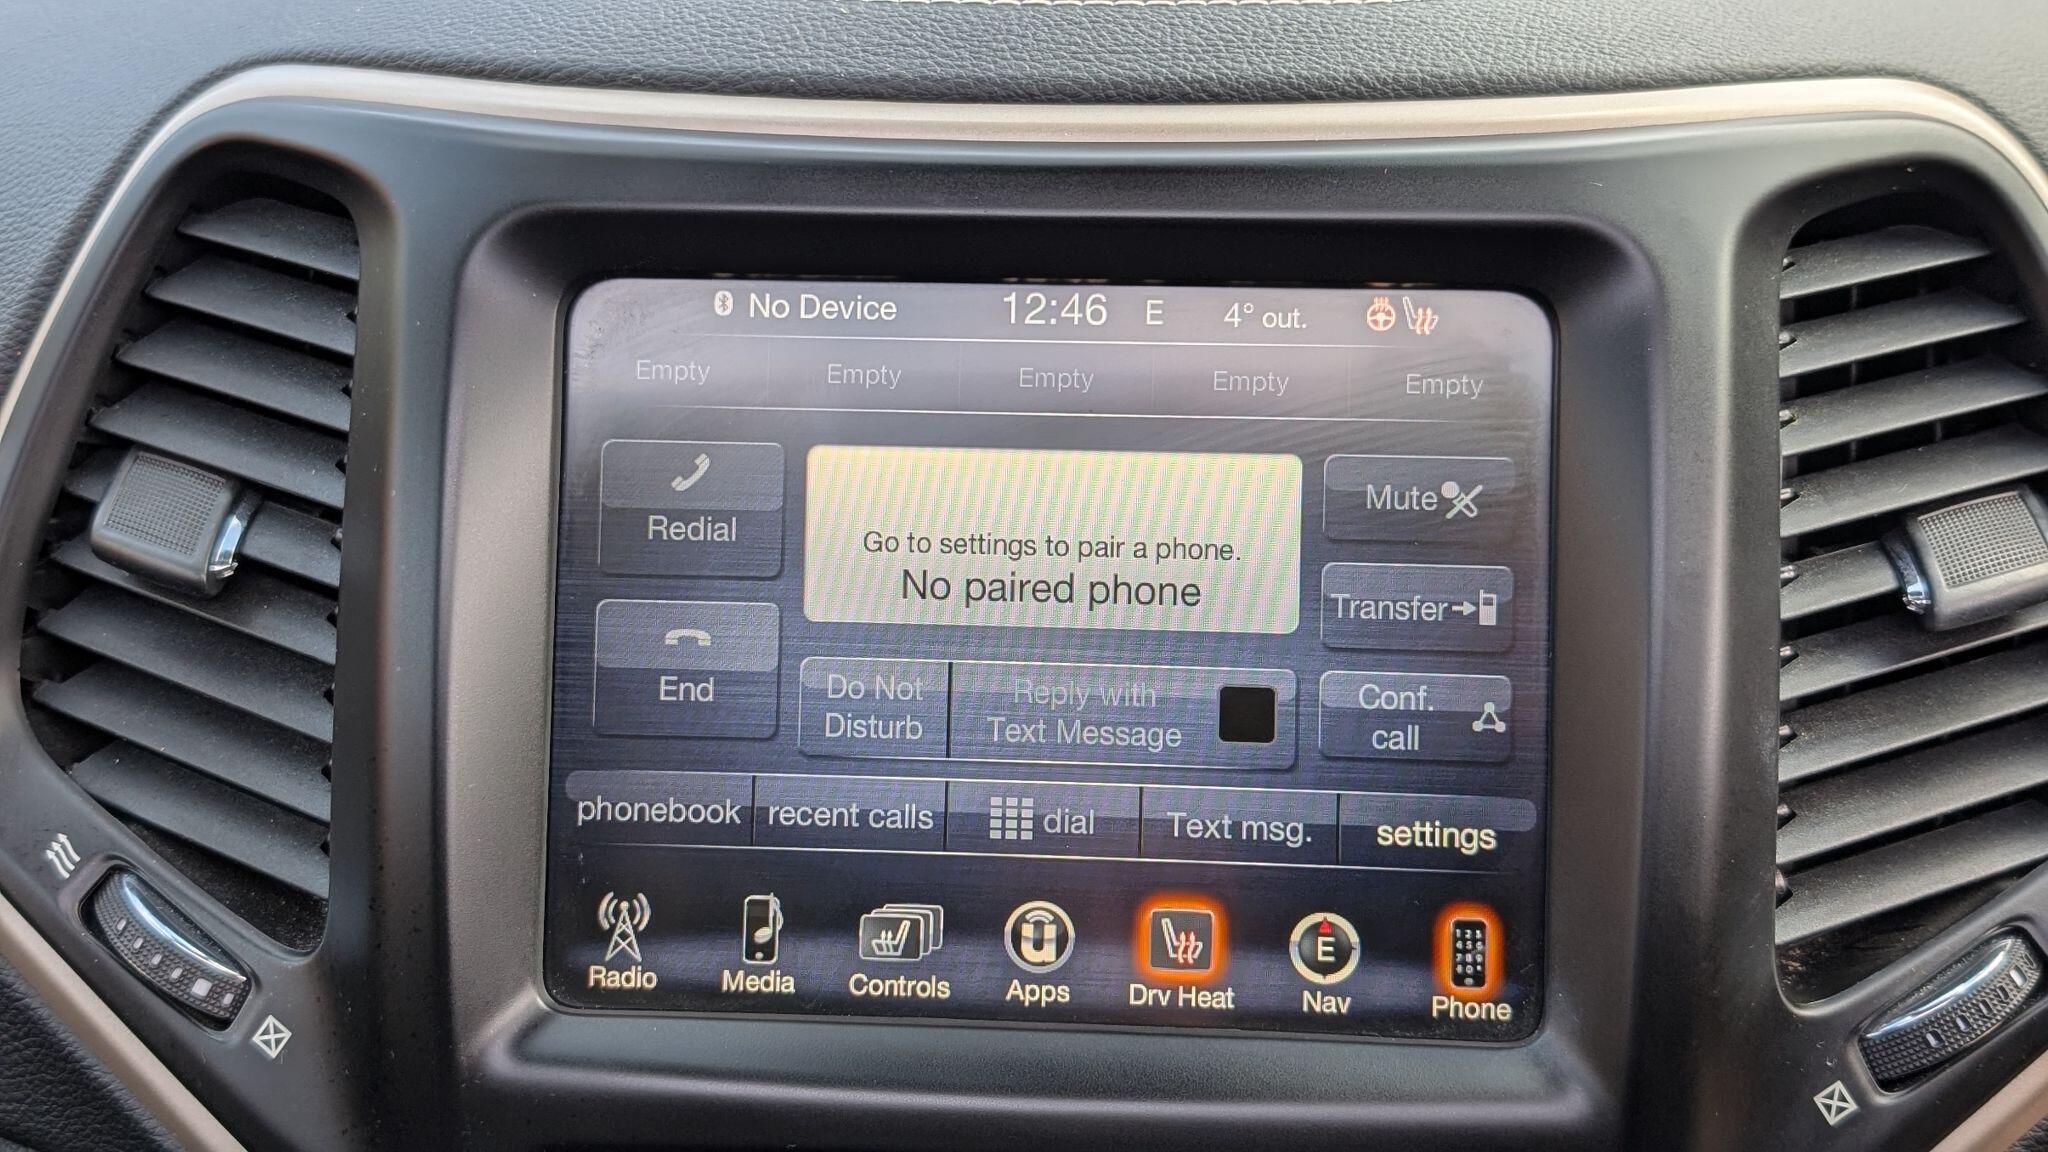 No Device 12:46 E 4° out.
Empty Empty Empty Empty Empty
Redial
Go to settings to pair a phone.
No paired phone
Mute
Transfer
End
Do Not
Disturb
Reply with
Text Message
Conf.
call
phonebook recent calls dial Text msg. settings
E
Radio Media Controls Apps Drv Heat Nav Phone